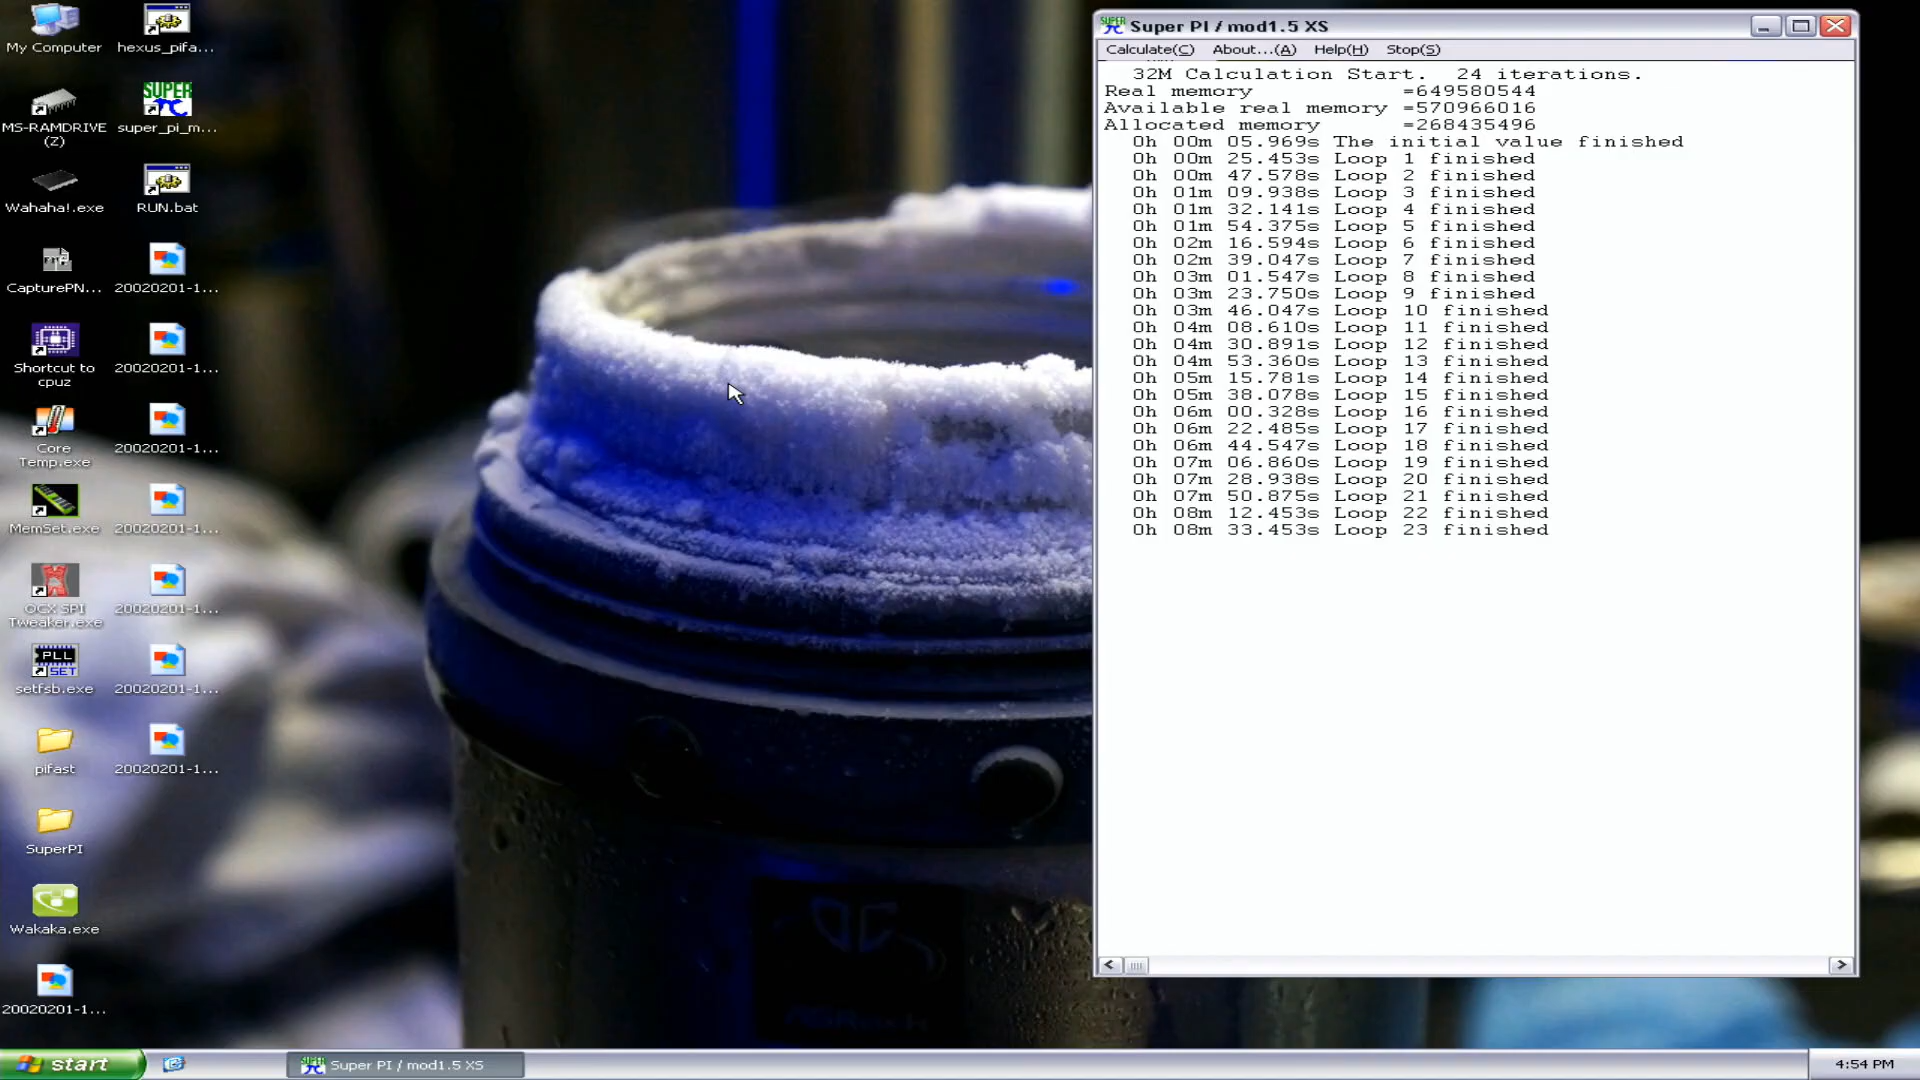 My Computer
hexus_pifa...
MS-RAMDRIVE
(Z)
super_pi_m...
Wahaha!.exe
RUN.bat
CapturePN...
20020201-1...
Shortcut to
cpuz
20020201-1...
Core
Temp.exe
20020201-1...
MemSet.exe
20020201-1...
OCX SPI
Tweaker.exe
20020201-1...
PLL
SET
setfsb.exe
20020201-1...
pifast
20020201-1...
SuperPI
Wakaka.exe
20020201-1...
SUPER
Super PI / mod1.5 XS
Calculate(C) About...(A) Help(H) Stop(S)
32M Calculation Start. 24 iterations.
Real memory =649580544
Available real memory =570966016
Allocated memory =268435496
0h 00m 05.969s The initial value finished
0h 00m 25.453s Loop 1 finished
0h 00m 47.578s Loop 2 finished
0h 01m 09.938s Loop 3 finished
0h 01m 32.141s Loop 4 finished
0h 01m 54.375s Loop 5 finished
0h 02m 16.594s Loop 6 finished
0h 02m 39.047s Loop 7 finished
0h 03m 01.547s Loop 8 finished
0h 03m 23.750s Loop 9 finished
0h 03m 46.047s Loop 10 finished
0h 04m 08.610s Loop 11 finished
0h 04m 30.891s Loop 12 finished
0h 04m 53.360s Loop 13 finished
0h 05m 15.781s Loop 14 finished
0h 05m 38.078s Loop 15 finished
0h 06m 00.328s Loop 16 finished
0h 06m 22.485s Loop 17 finished
0h 06m 44.547s Loop 18 finished
0h 07m 06.860s Loop 19 finished
0h 07m 28.938s Loop 20 finished
0h 07m 50.875s Loop 21 finished
0h 08m 12.453s Loop 22 finished
0h 08m 33.453s Loop 23 finished
start
Super PI / mod1.5 XS
4:54 PM